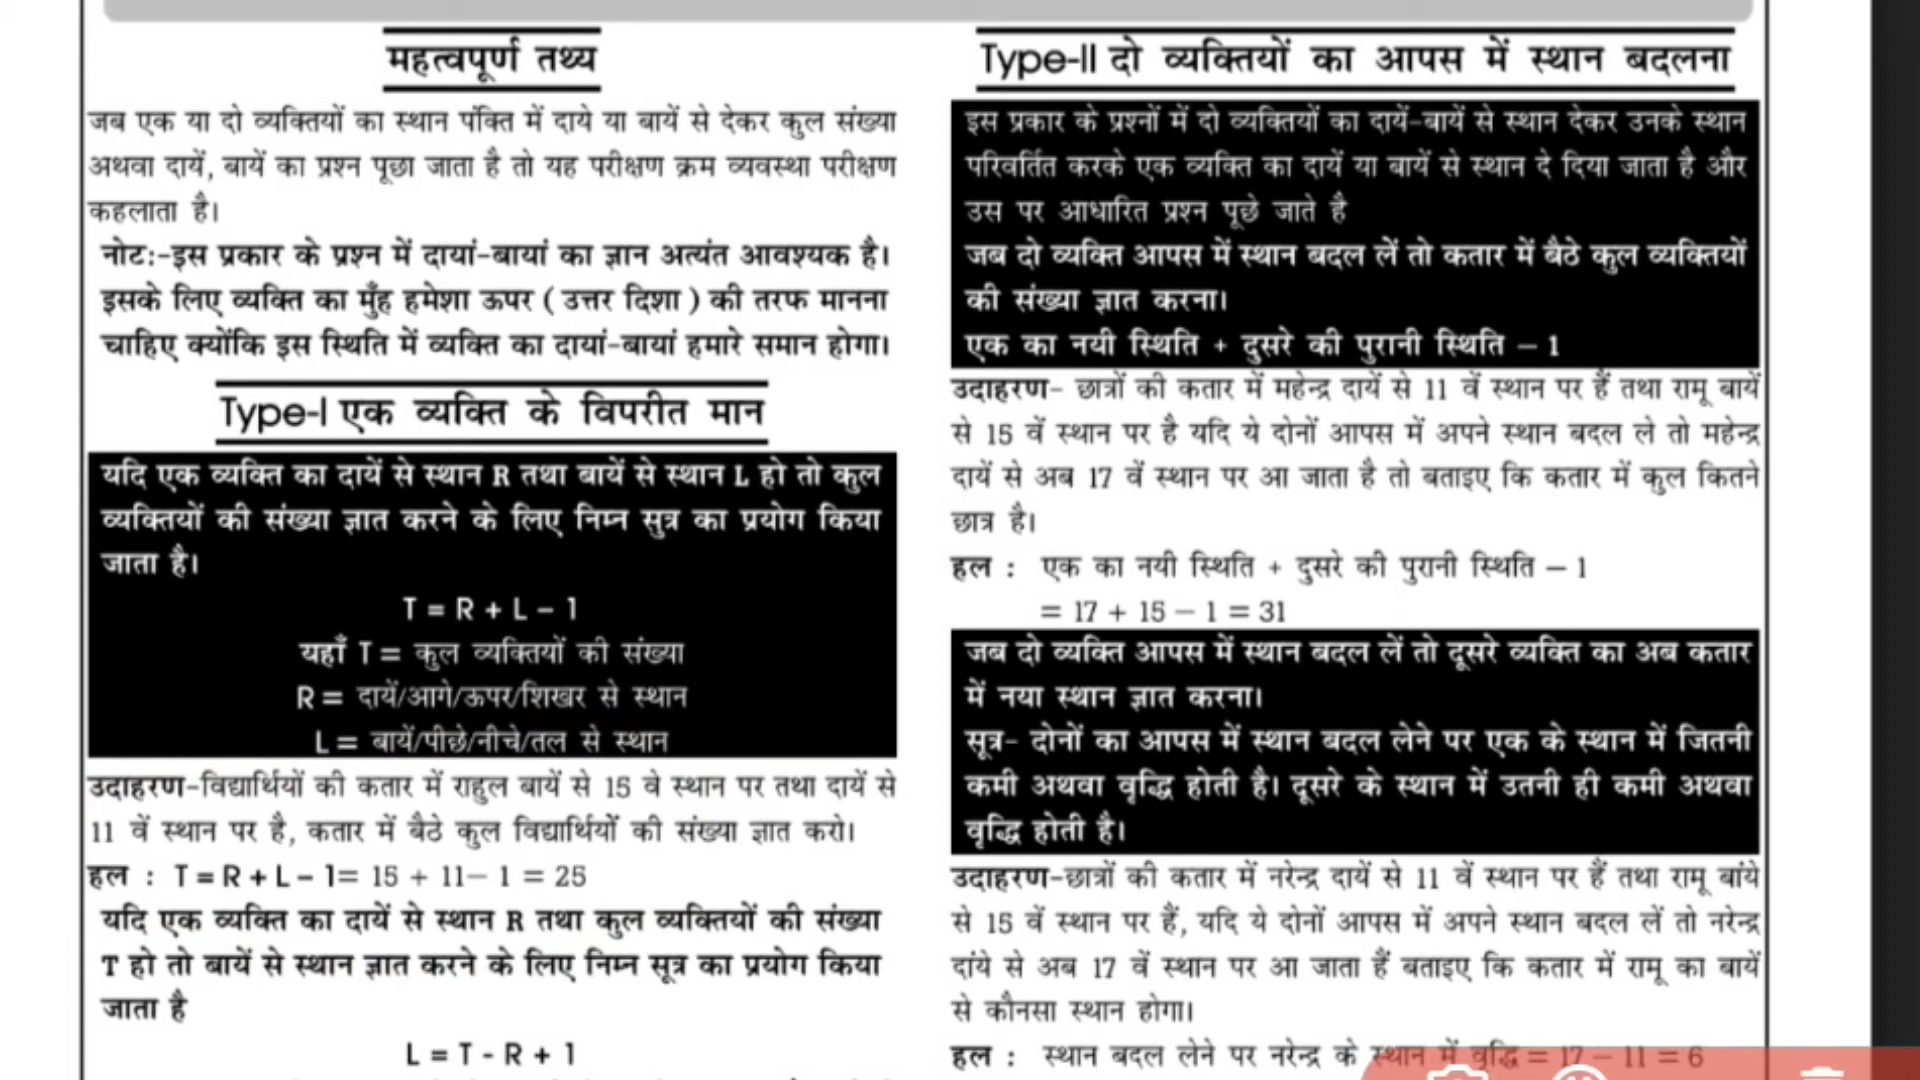 महत्वपूर्ण तथ्य
जब एक या दो व्यक्तियों का स्थान पंक्ति में दाये या बायें से देकर कुल संख्या
अथवा दायें, बायें का प्रश्न पूछा जाता है तो यह परीक्षण क्रम व्यवस्था परीक्षण
कहलाता है।
नोटः-इस प्रकार के प्रश्न में दायां-बायां का ज्ञान अत्यंत आवश्यक है।
इसके लिए व्यक्ति का मुँह हमेशा ऊपर ( उत्तर दिशा ) की तरफ मानना
चाहिए क्योंकि इस स्थिति में व्यक्ति का दायां-बायां हमारे समान होगा।
Type-I एक व्यक्ति के विपरीत मान
यदि एक व्यक्ति का दायें से स्थान R तथा बायें से स्थान L हो तो कुल
व्यक्तियों की संख्या ज्ञात करने के लिए निम्न सुत्र का प्रयोग किया
जाता है।
T = R + L – 1
यहाँ T = कुल व्यक्तियों की संख्या
R = दायें/आगे/ऊपर/शिखर से स्थान
L = बायें/पीछे/नीचे/तल से स्थान
उदाहरण-विद्यार्थियों की कतार में राहुल बायें से 15 वे स्थान पर तथा दायें से
11 वें स्थान पर है, कतार में बैठे कुल विद्यार्थियों की संख्या ज्ञात करो।
हल : T = R + L – 1= 15 + 11– 1 = 25
यदि एक व्यक्ति का दायें से स्थान R तथा कुल व्यक्तियों की संख्या
T हो तो बायें से स्थान ज्ञात करने के लिए निम्न सूत्र का प्रयोग किया
जाता है
L = T - R + 1
Type-II दो व्यक्तियों का आपस में स्थान बदलना
इस प्रकार के प्रश्नों में दो व्यक्तियों का दायें-बायें से स्थान देकर उनके स्थान
परिवर्तित करके एक व्यक्ति का दायें या बायें से स्थान दे दिया जाता है और
उस पर आधारित प्रश्न पूछे जाते है
जब दो व्यक्ति आपस में स्थान बदल लें तो कतार में बैठे कुल व्यक्तियों
की संख्या ज्ञात करना।
एक का नयी स्थिति + दुसरे की पुरानी स्थिति – 1
उदाहरण- छात्रों की कतार में महेन्द्र दायें से 11 वें स्थान पर हैं तथा रामू बायें
से 15 वें स्थान पर है यदि ये दोनों आपस में अपने स्थान बदल ले तो महेन्द्र
दायें से अब 17 वें स्थान पर आ जाता है तो बताइए कि कतार में कुल कितने
छात्र है।
हल : एक का नयी स्थिति + दुसरे की पुरानी स्थिति – 1
= 17 + 15 – 1 = 31
जब दो व्यक्ति आपस में स्थान बदल लें तो दूसरे व्यक्ति का अब कतार
में नया स्थान ज्ञात करना।
सूत्र- दोनों का आपस में स्थान बदल लेने पर एक के स्थान में जितनी
कमी अथवा वृद्धि होती है। दूसरे के स्थान में उतनी ही कमी अथवा
वृद्धि होती है।
उदाहरण-छात्रों की कतार में नरेन्द्र दायें से 11 वें स्थान पर हैं तथा रामू बांये
से 15 वें स्थान पर हैं, यदि ये दोनों आपस में अपने स्थान बदल लें तो नरेन्द्र
दांये से अब 17 वें स्थान पर आ जाता हैं बताइए कि कतार में रामू का बायें
से कौनसा स्थान होगा।
हल : स्थान बदल लेने पर नरेन्द्र के स्थान में वृद्धि = 17 – 11 = 6